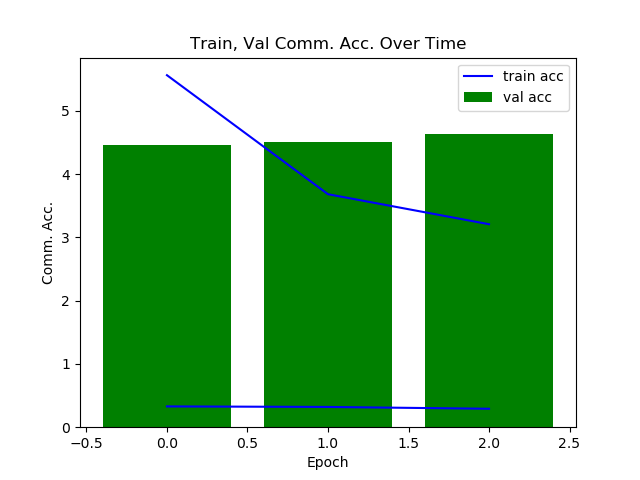 Train, Val Comm. Acc. Over Time
train acc
val acc
Comm. Acc.
5
4
3
2
1
0
−0.5 0.0 0.5 1.0 1.5 2.0 2.5
Epoch